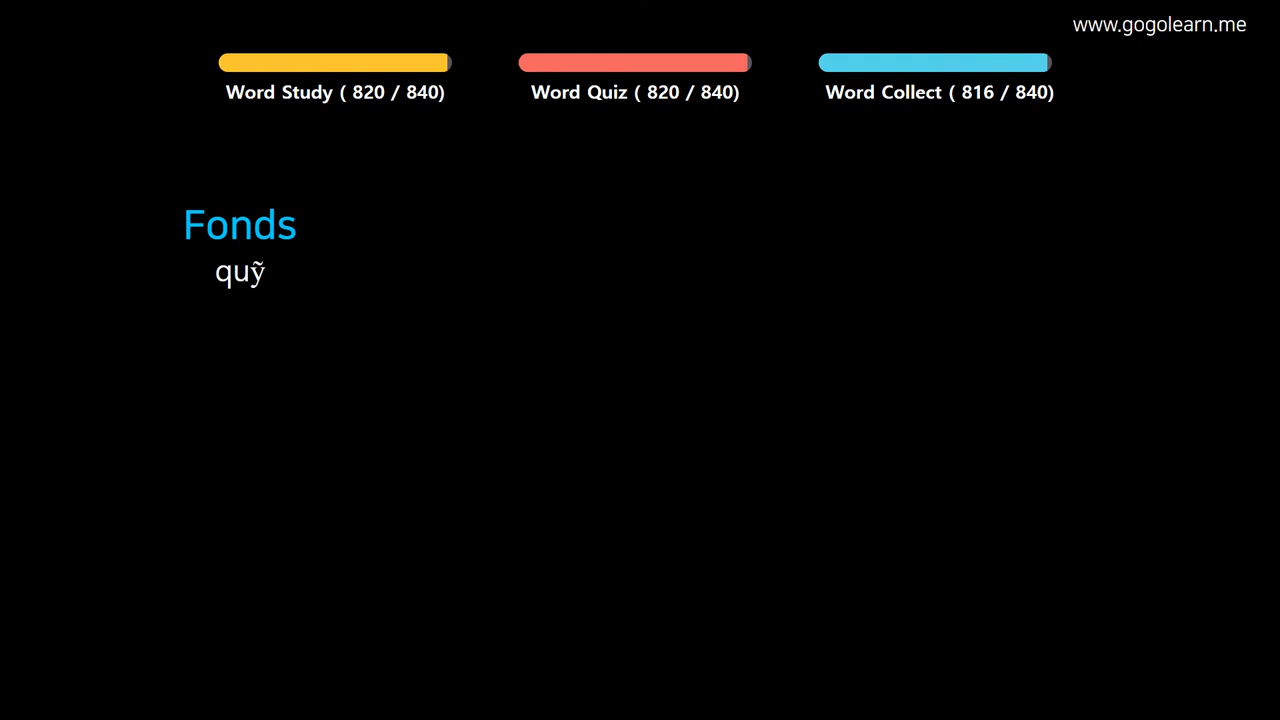 www.gogolearn.me
Word Study ( 820 / 840)
Word Quiz ( 820 / 840)
Word Collect ( 816 / 840)
Fonds
quỹ